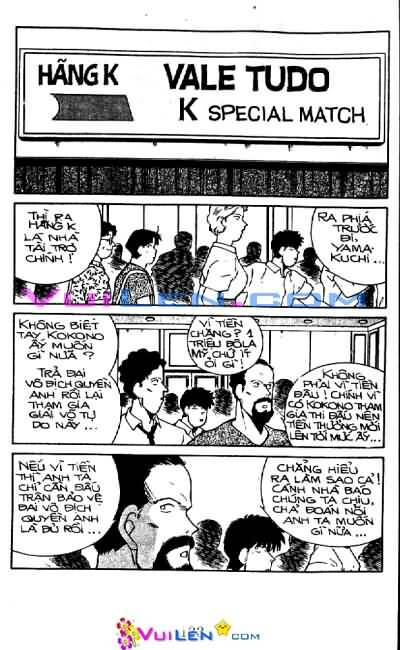 HÃNG K VALE TUDO
K SPECIAL MATCH
THÌ RA
HÃNG K
LÀ NHÀ
TÀI TRỢ
CHÍNH!
RA PHÍA
TRƯỚC
ĐI,
YAMA-
KUCHI...
VUILEN.COM
KHÔNG BIẾT
TAY KOKONO
ẤY MUỐN
GÌ NỮA?
TRẢ ĐAI
VÔ ĐỊCH QUYỀN
ANH RỒI LẠI
THAM GIA
GIẢI VÕ TỰ
DO NÀY...
VÌ TIỀN
CHĂNG? 1
TRIỆU ĐÔLA
MỸ CHỨ ÍT
ỎI GÌ!
KHÔNG
PHẢI VÌ TIỀN
ĐÂU! CHÍNH VÌ
CÓ KOKONO THAM
GIA THI ĐẤU NÊN
TIỀN THƯỞNG MỚI
LÊN TỚI MỨC ẤY...
NẾU VÌ TIỀN
THÌ ANH TA
CHỈ CẦN ĐẤU
TRẬN BẢO VỆ
ĐAI VÔ ĐỊCH
QUYỀN ANH
LÀ ĐỦ RỒI...
CHẲNG HIỂU
RA LÀM SAO CẢ!
CÁNH NHÀ BÁO
CHÚNG TA CHỊU,
CHẢ ĐOÁN NỔI
ANH TA MUỐN
GÌ NỮA...
VUILEN.COM